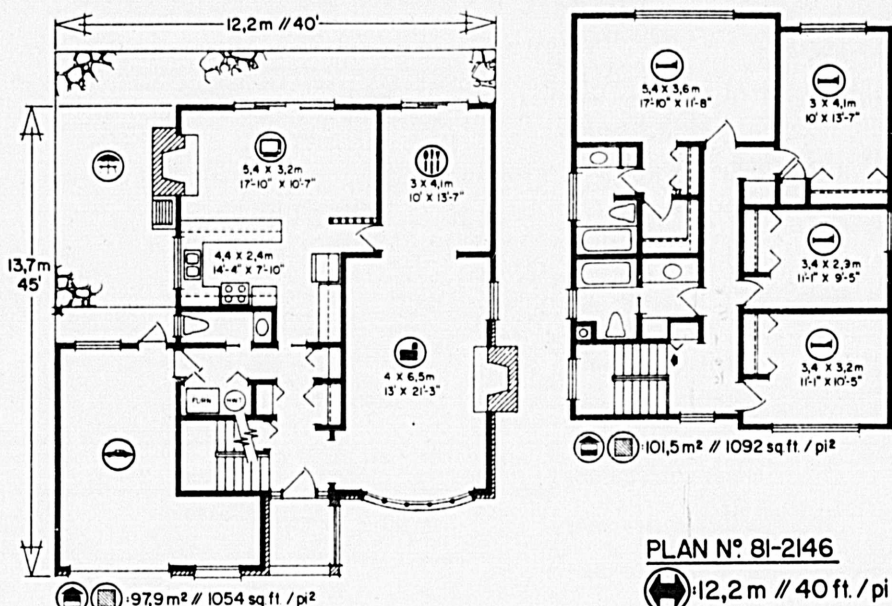 12,2m // 40'
5,4 X 3,2m
17'-10" X 10'-7"
3 X 4,1m
10' X 13'-7"
4,4 X 2,4m
14'-4" X 7'-10"
13,7m
45'
4 X 6,5m
13' X 21'-3"
FURN
HWT
:97,9 m² // 1054 sq.ft. / pi²
5,4 X 3,6m
17'-10" X 11'-8"
3 X 4,1m
10' X 13'-7"
3,4 X 2,9m
11'-1" X 9'-5"
3,4 X 3,2m
11'-1" X 10'-5"
:101,5 m² // 1092 sq.ft. / pi²
PLAN Nº 81-2146
:12,2 m // 40 ft. / pi